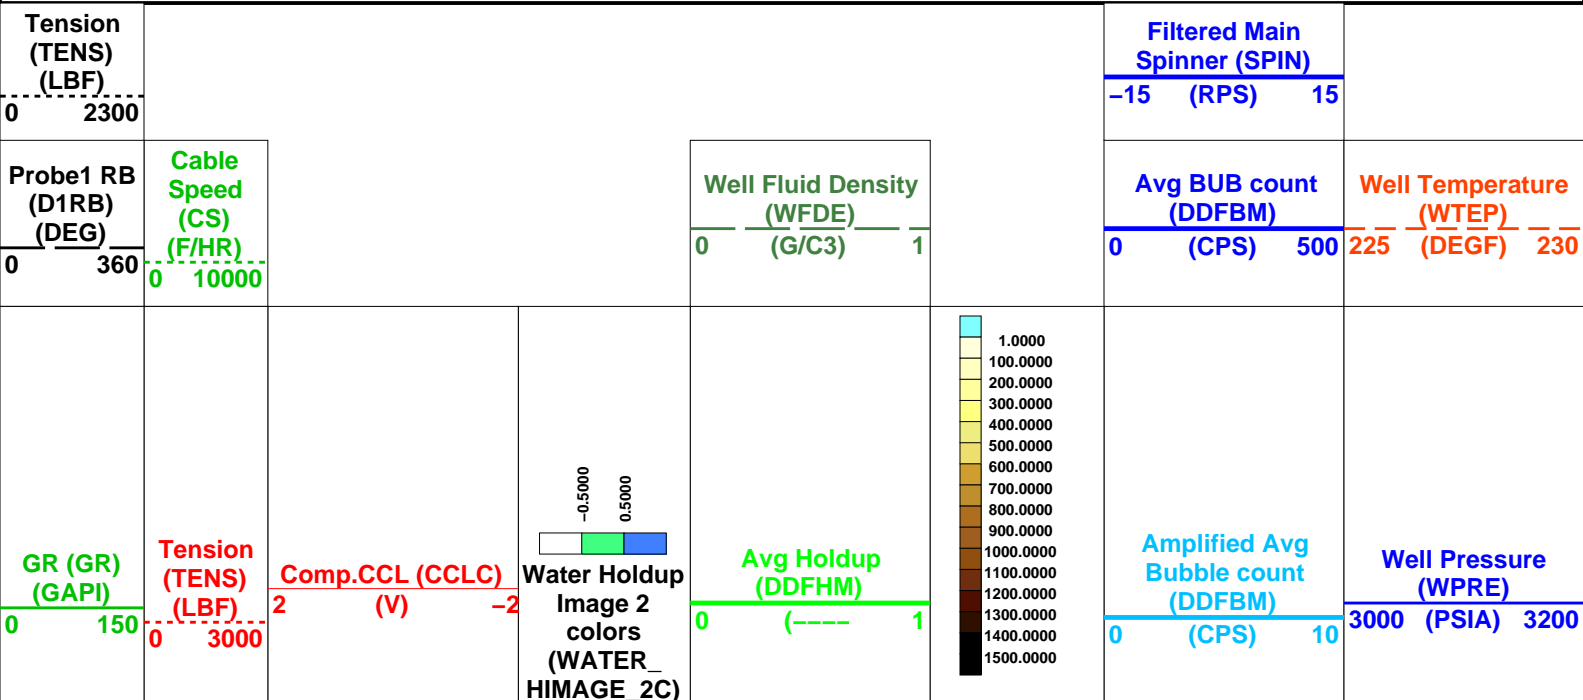 Tension
(TENS)
(LBF)
0 2300
Filtered Main
Spinner (SPIN)
−15 (RPS) 15
Probe1 RB
(D1RB)
(DEG)
0 360
Cable
Speed
(CS)
(F/HR)
0 10000
Well Fluid Density
(WFDE)
0 (G/C3) 1
Avg BUB count
(DDFBM)
0 (CPS) 500
Well Temperature
(WTEP)
225 (DEGF) 230
GR (GR)
(GAPI)
0 150
Tension
(TENS)
(LBF)
0 3000
Comp.CCL (CCLC)
2 (V) −2
−0.5000
0.5000
Water Holdup
Image 2
colors
(WATER_
HIMAGE_2C)
Avg Holdup
(DDFHM)
0 (−−−− 1
1.0000
100.0000
200.0000
300.0000
400.0000
500.0000
600.0000
700.0000
800.0000
900.0000
1000.0000
1100.0000
1200.0000
1300.0000
1400.0000
1500.0000
Amplified Avg
Bubble count
(DDFBM)
0 (CPS) 10
Well Pressure
(WPRE)
3000 (PSIA) 3200